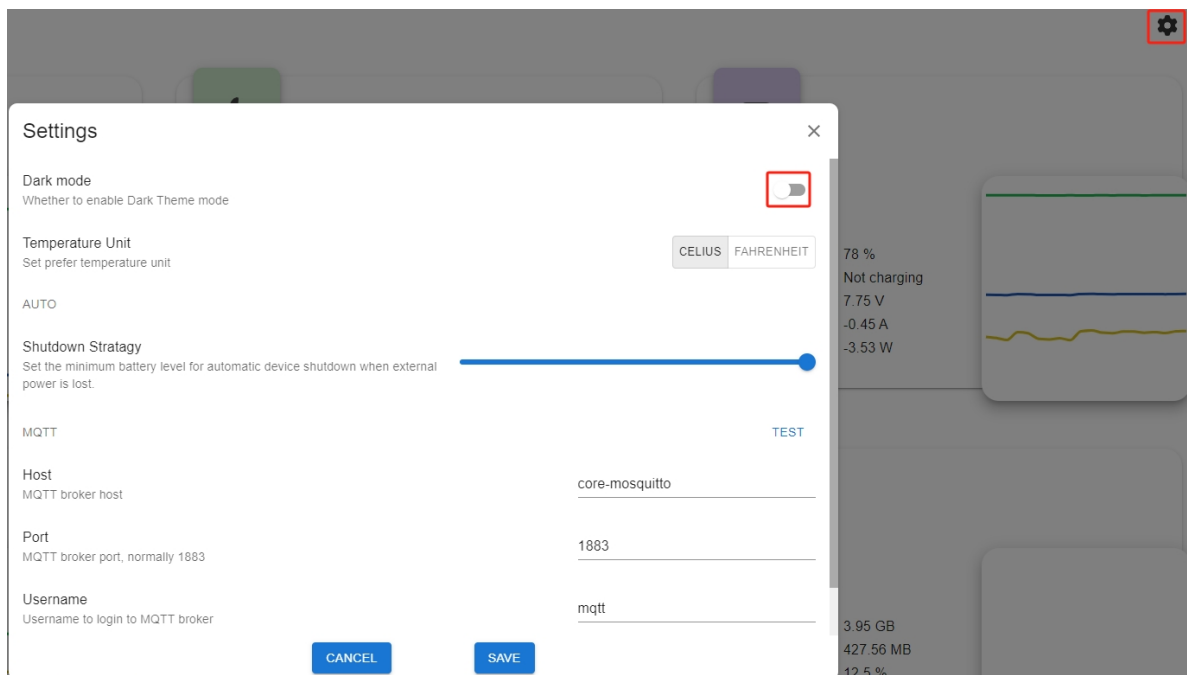 Settings
Dark mode
Whether to enable Dark Theme mode
Temperature Unit
Set prefer temperature unit
CELIUS FAHRENHEIT
AUTO
Shutdown Stratagy
Set the minimum battery level for automatic device shutdown when external
power is lost.
MQTT
TEST
Host
MQTT broker host
core-mosquitto
Port
MQTT broker port, normally 1883
1883
Username
Username to login to MQTT broker
mqtt
CANCEL
SAVE
78 %
Not charging
7.75 V
-0.45 A
-3.53 W
3.95 GB
427.56 MB
12.5 %